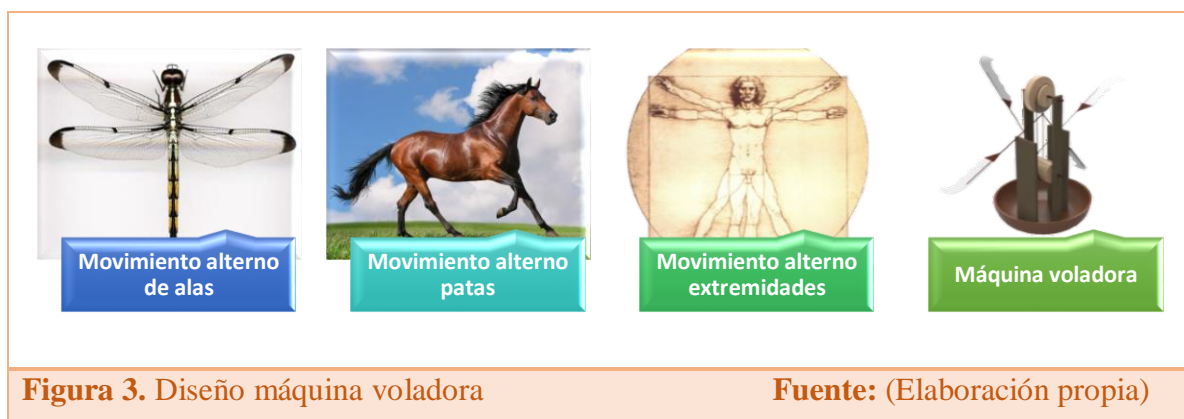 Movimiento alterno
de alas
Movimiento alterno
patas
Movimiento alterno
extremidades
Máquina voladora
Figura 3. Diseño máquina voladora
Fuente: (Elaboración propia)